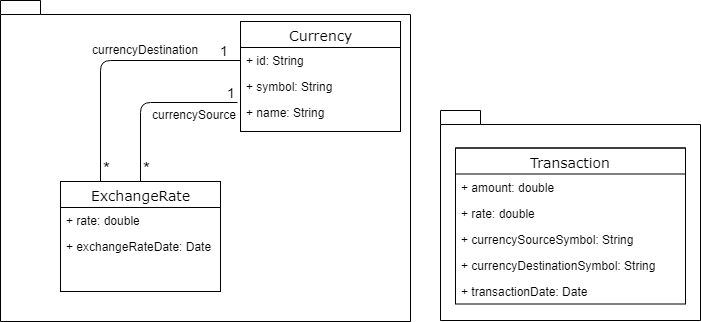 Currency
+ id: String
+ symbol: String
+ name: String
currencyDestination
1
1
currencySource
*
*
ExchangeRate
+ rate: double
+ exchangeRateDate: Date
Transaction
+ amount: double
+ rate: double
+ currencySourceSymbol: String
+ currencyDestinationSymbol: String
+ transactionDate: Date